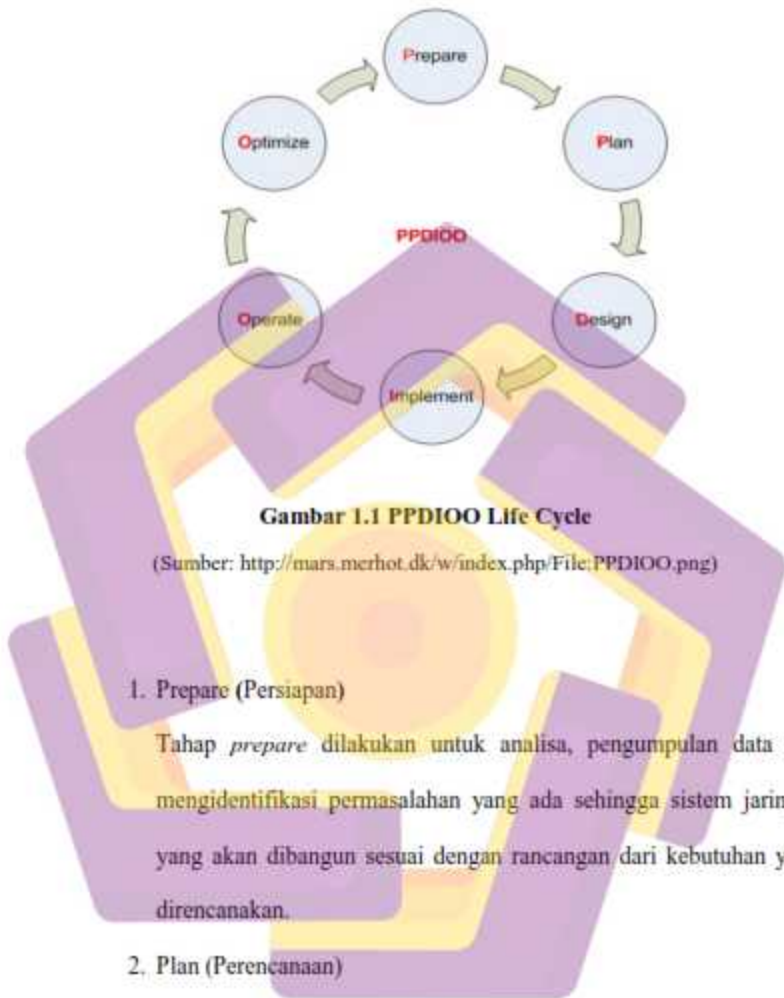 Prepare
Optimize
Plan
PPDIOO
Operate
Design
Implement
Gambar 1.1 PPDIOO Life Cycle
(Sumber: http://mars.merhot.dk/w/index.php/File:PPDIOO.png)
1. Prepare (Persiapan)
Tahap prepare dilakukan untuk analisa, pengumpulan data
mengidentifikasi permasalahan yang ada sehingga sistem
yang akan dibangun sesuai dengan rancangan dari kebutuhan
direncanakan.
2. Plan (Perencanaan)